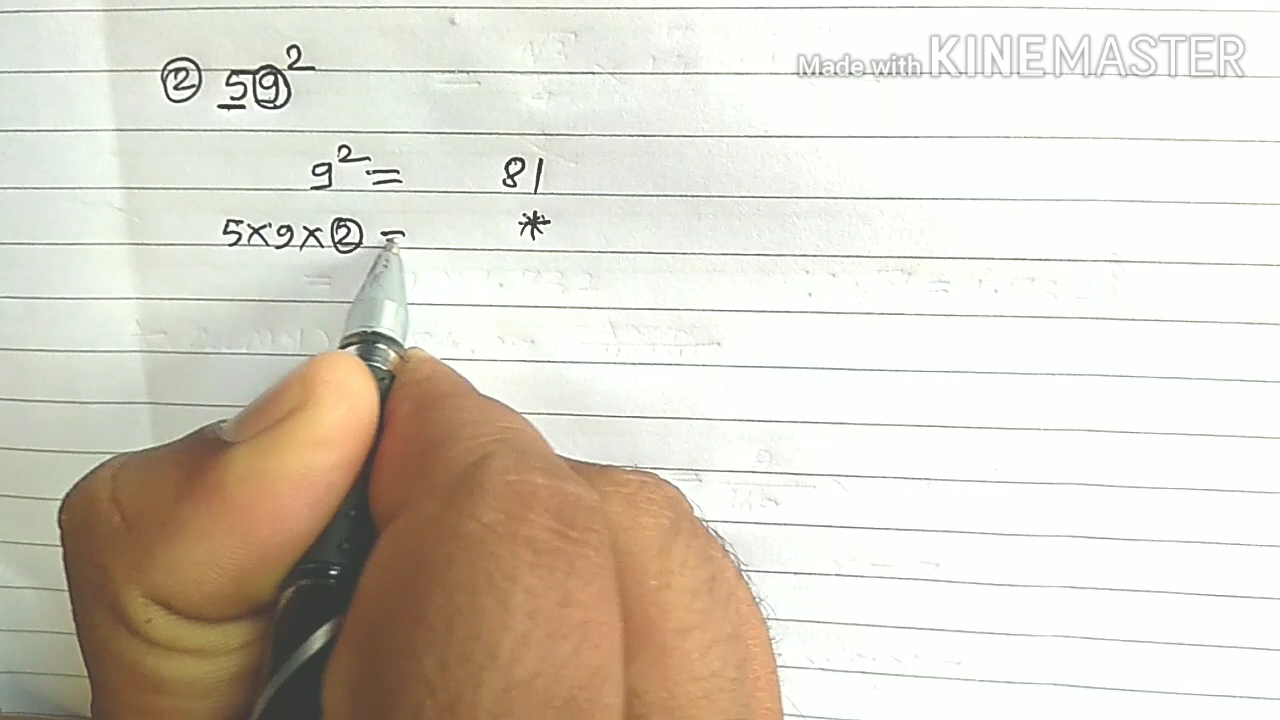 Made with KINEMASTER
② 59²
9² = 81
5×9×② = *